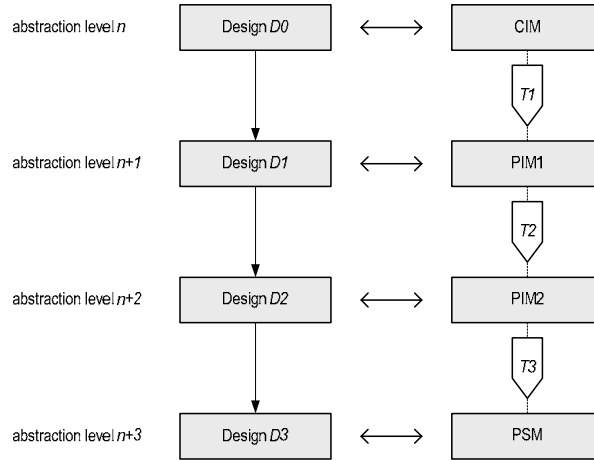 abstraction level n Design D0 CIM
T1
abstraction level n+1 Design D1 PIM1
T2
abstraction level n+2 Design D2 PIM2
T3
abstraction level n+3 Design D3 PSM